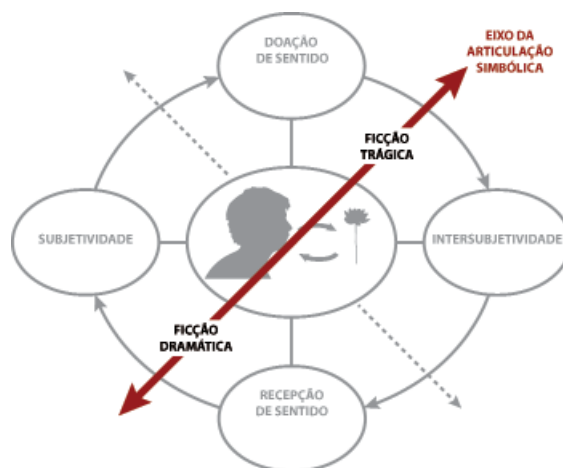 DOAÇÃO
DE SENTIDO
EIXO DA
ARTICULAÇÃO
SIMBÓLICA
FICÇÃO
TRÁGICA
SUBJETIVIDADE
INTERSUBJETIVIDADE
FICÇÃO
DRAMÁTICA
RECEPÇÃO
DE SENTIDO